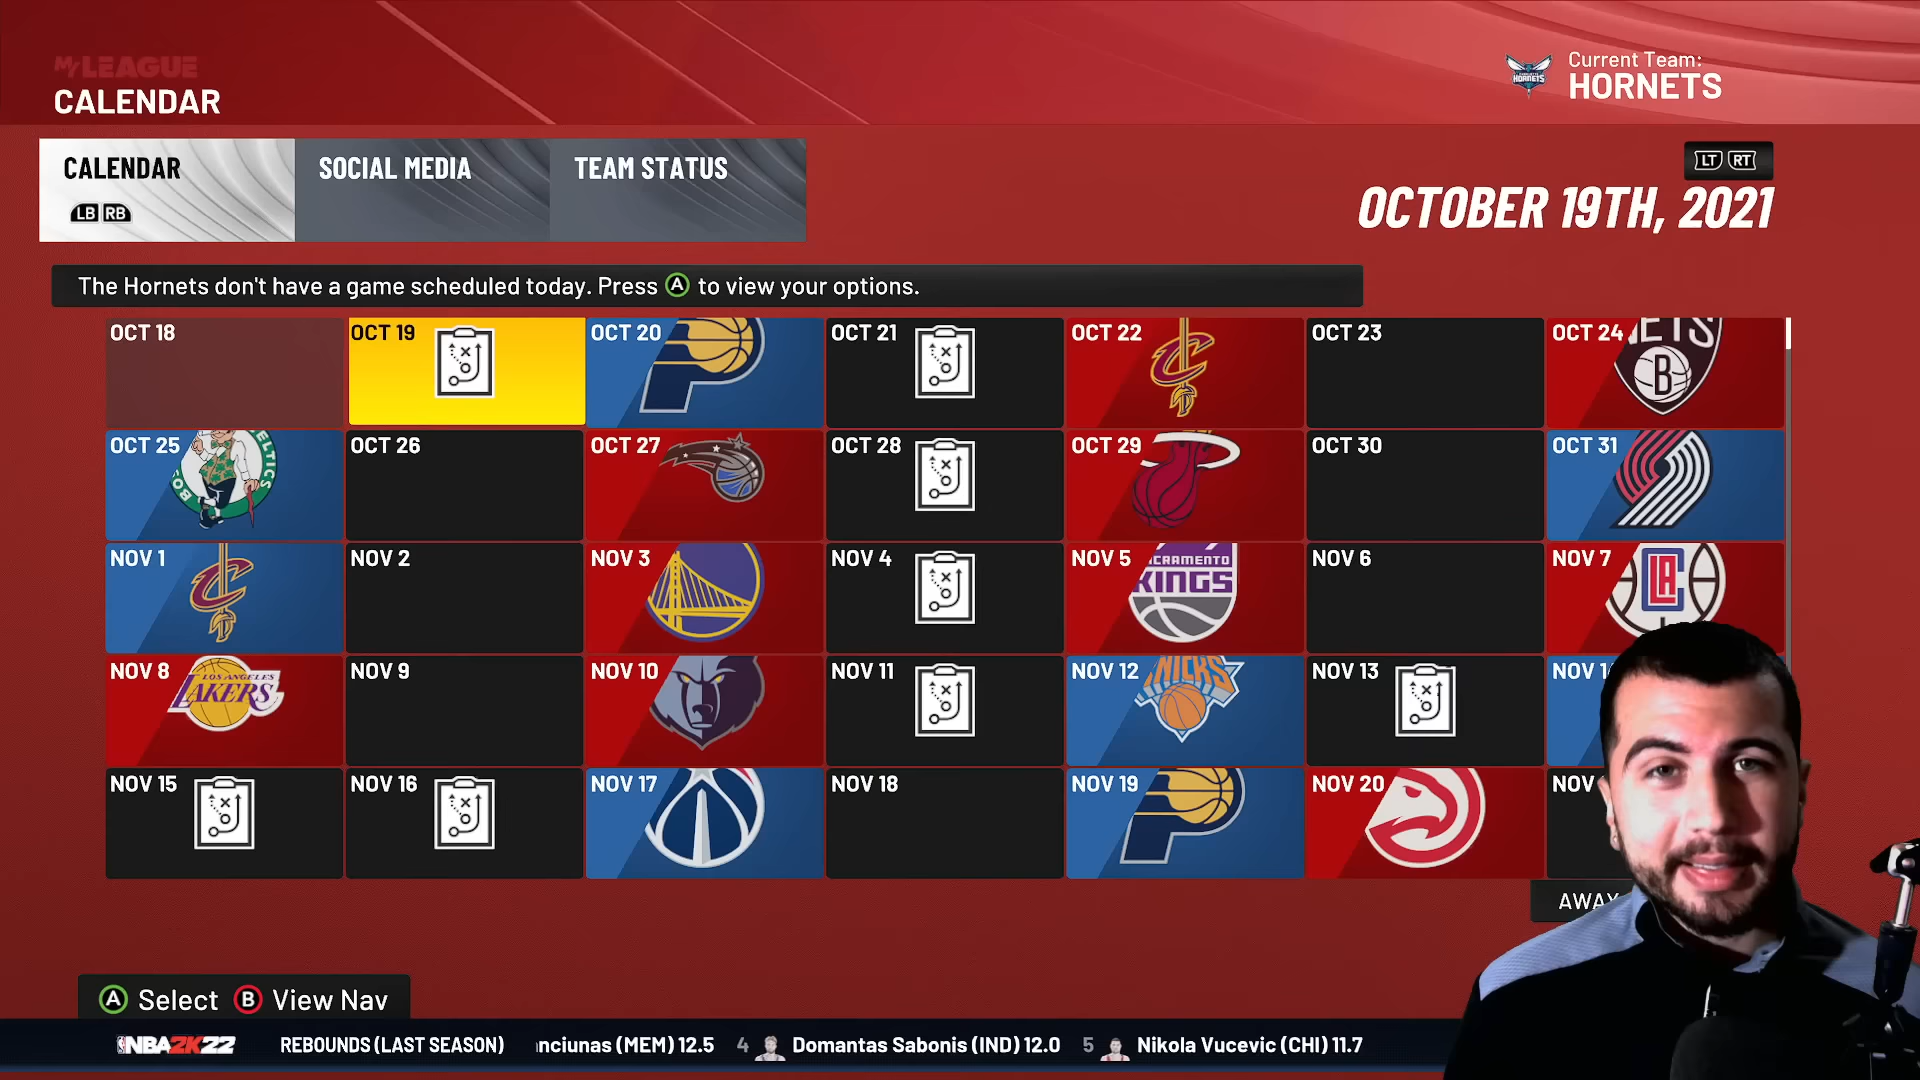 MyLEAGUE
CALENDAR
Current Team:
HORNETS
CALENDAR
LB RB
SOCIAL MEDIA
TEAM STATUS
LT RT
OCTOBER 19TH, 2021
The Hornets don't have a game scheduled today. Press A to view your options.
OCT 18
OCT 19
OCT 20
OCT 21
OCT 22
OCT 23
OCT 24
OCT 25
OCT 26
OCT 27
OCT 28
OCT 29
OCT 30
OCT 31
NOV 1
NOV 2
NOV 3
NOV 4
NOV 5
NOV 6
NOV 7
NOV 8
LOS ANGELES
LAKERS
NOV 9
NOV 10
NOV 11
NOV 12
NICKS
NOV 13
NOV
NOV 15
NOV 16
NOV 17
NOV 18
NOV 19
NOV 20
NOV
KINGS
AWAY
A Select B View Nav
NBA2K22 REBOUNDS (LAST SEASON) nciunas (MEM) 12.5 4 Domantas Sabonis (IND) 12.0 5 Nikola Vucevic (CHI) 11.7